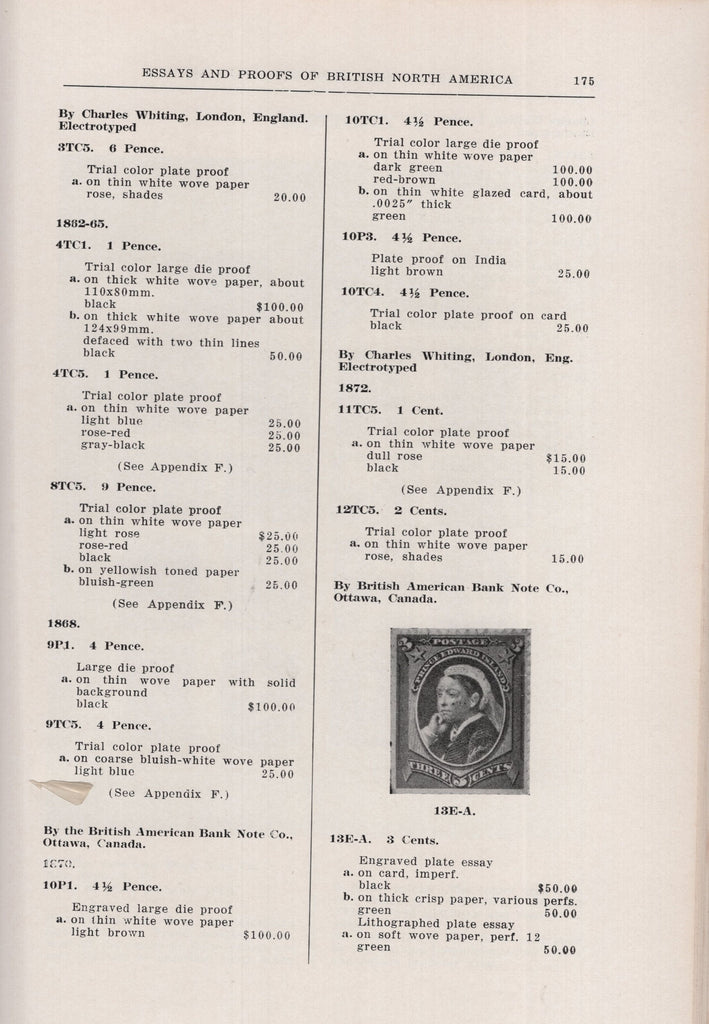 ESSAYS AND PROOFS OF BRITISH NORTH AMERICA 175
By Charles Whiting, London, England.
Electrotyped
3TC5. 6 Pence.
Trial color plate proof
a. on thin white wove paper
rose, shades 20.00
1862-65.
4TC1. 1 Pence.
Trial color large die proof
a. on thick white wove paper, about
110x80mm.
black $100.00
b. on thick white wove paper about
124x99mm.
defaced with two thin lines
black 50.00
4TC5. 1 Pence.
Trial color plate proof
a. on thin white wove paper
light blue 25.00
rose-red 25.00
gray-black 25.00
(See Appendix F.)
8TC5. 9 Pence.
Trial color plate proof
a. on thin white wove paper
light rose $25.00
rose-red 25.00
black 25.00
b. on yellowish toned paper
bluish-green 25.00
(See Appendix F.)
1868.
9P1. 4 Pence.
Large die proof
a. on thin wove paper with solid
background
black $100.00
9TC5. 4 Pence.
Trial color plate proof
a. on coarse bluish-white wove paper
light blue 25.00
(See Appendix F.)
By the British American Bank Note Co.,
Ottawa, Canada.
1870.
10P1. 4½ Pence.
Engraved large die proof
a. on thin white wove paper
light brown $100.00
10TC1. 4½ Pence.
Trial color large die proof
a. on thin white wove paper
dark green 100.00
red-brown 100.00
b. on thin white glazed card, about
.0025" thick
green 100.00
10P3. 4½ Pence.
Plate proof on India
light brown 25.00
10TC4. 4½ Pence.
Trial color plate proof on card
black 25.00
By Charles Whiting, London, Eng.
Electrotyped
1872.
11TC5. 1 Cent.
Trial color plate proof
a. on thin white wove paper
dull rose $15.00
black 15.00
(See Appendix F.)
12TC5. 2 Cents.
Trial color plate proof
a. on thin white wove paper
rose, shades 15.00
By British American Bank Note Co.,
Ottawa, Canada.
3 POSTAGE 3
PRINCE EDWARD ISLAND
THREE 3 CENTS
13E-A.
13E-A. 3 Cents.
Engraved plate essay
a. on card, imperf.
black $50.00
b. on thick crisp paper, various perfs.
green 50.00
Lithographed plate essay
a. on soft wove paper, perf. 12
green 50.00